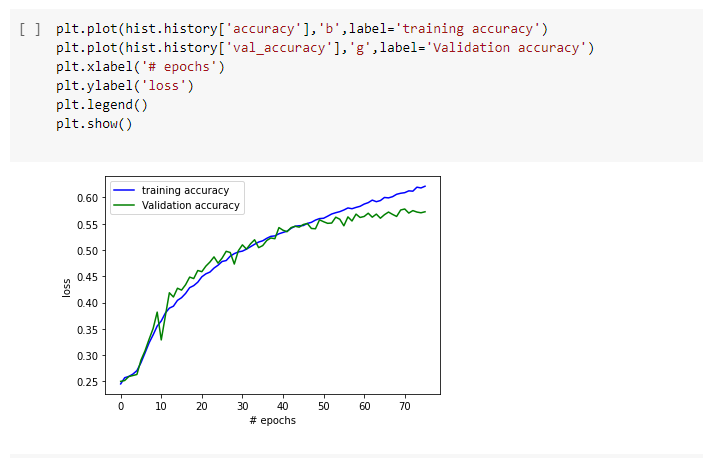 [ ] plt.plot(hist.history['accuracy'],'b',label='training accuracy')
plt.plot(hist.history['val_accuracy'],'g',label='Validation accuracy')
plt.xlabel('# epochs')
plt.ylabel('loss')
plt.legend()
plt.show()
training accuracy
Validation accuracy
0.60
0.55
0.50
0.45
0.40
0.35
0.30
0.25
loss
0 10 20 30 40 50 60 70
# epochs